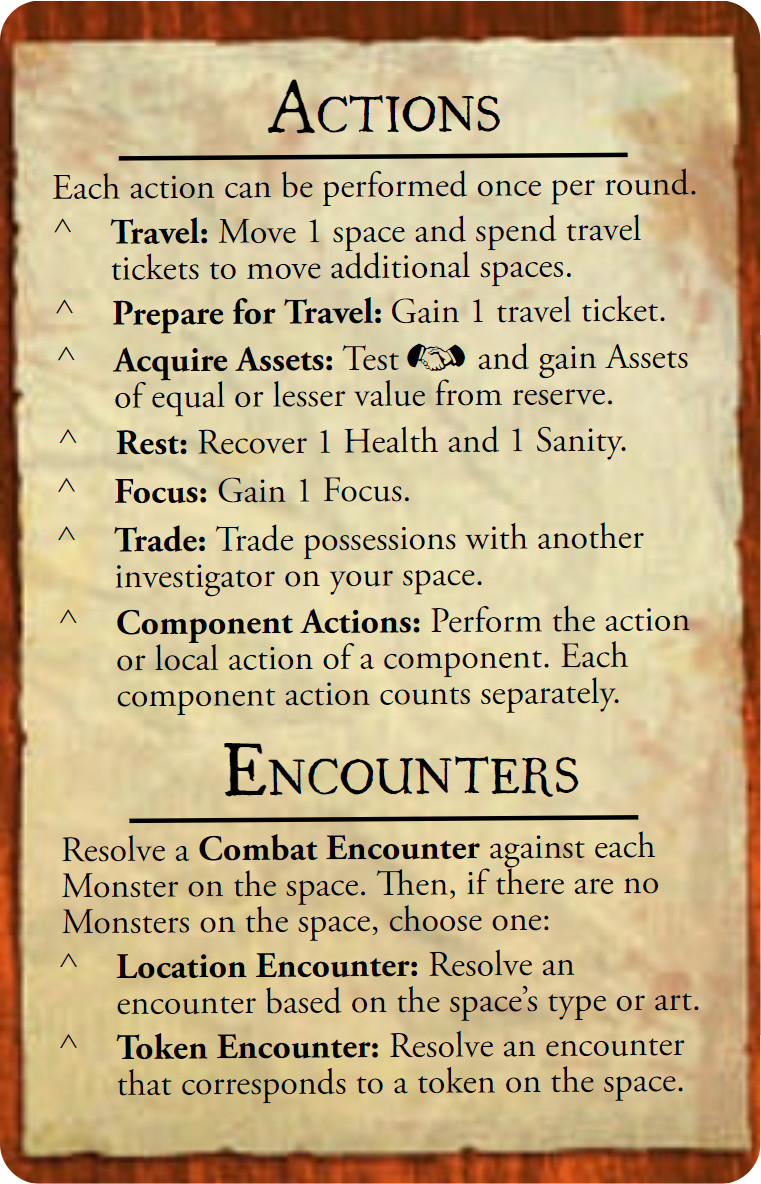 ACTIONS
Each action can be performed once per round.
^ Travel: Move 1 space and spend travel
tickets to move additional spaces.
^ Prepare for Travel: Gain 1 travel ticket.
^ Acquire Assets: Test and gain Assets
of equal or lesser value from reserve.
^ Rest: Recover 1 Health and 1 Sanity.
^ Focus: Gain 1 Focus.
^ Trade: Trade possessions with another
investigator on your space.
^ Component Actions: Perform the action
or local action of a component. Each
component action counts separately.
ENCOUNTERS
Resolve a Combat Encounter against each
Monster on the space. Then, if there are no
Monsters on the space, choose one:
^ Location Encounter: Resolve an
encounter based on the space's type or art.
^ Token Encounter: Resolve an encounter
that corresponds to a token on the space.